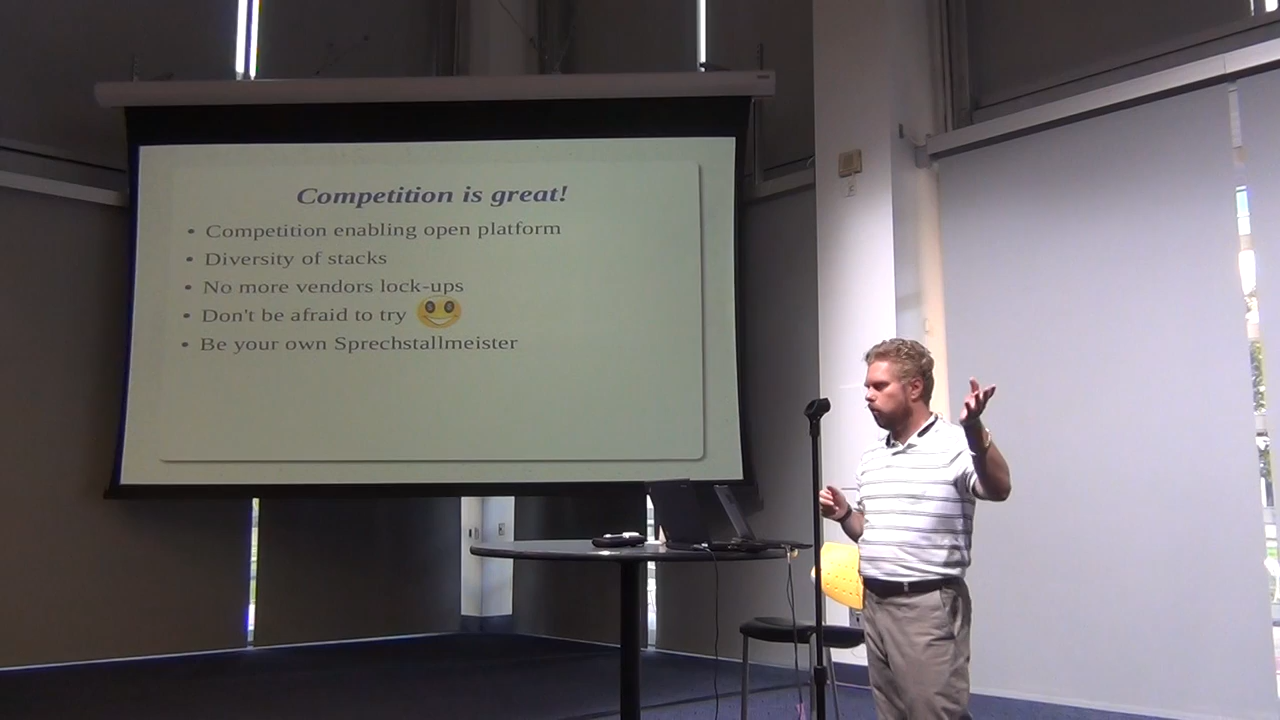 Competition is great!
• Competition enabling open platform
• Diversity of stacks
• No more vendors lock-ups
• Don't be afraid to try
• Be your own Sprechstallmeister